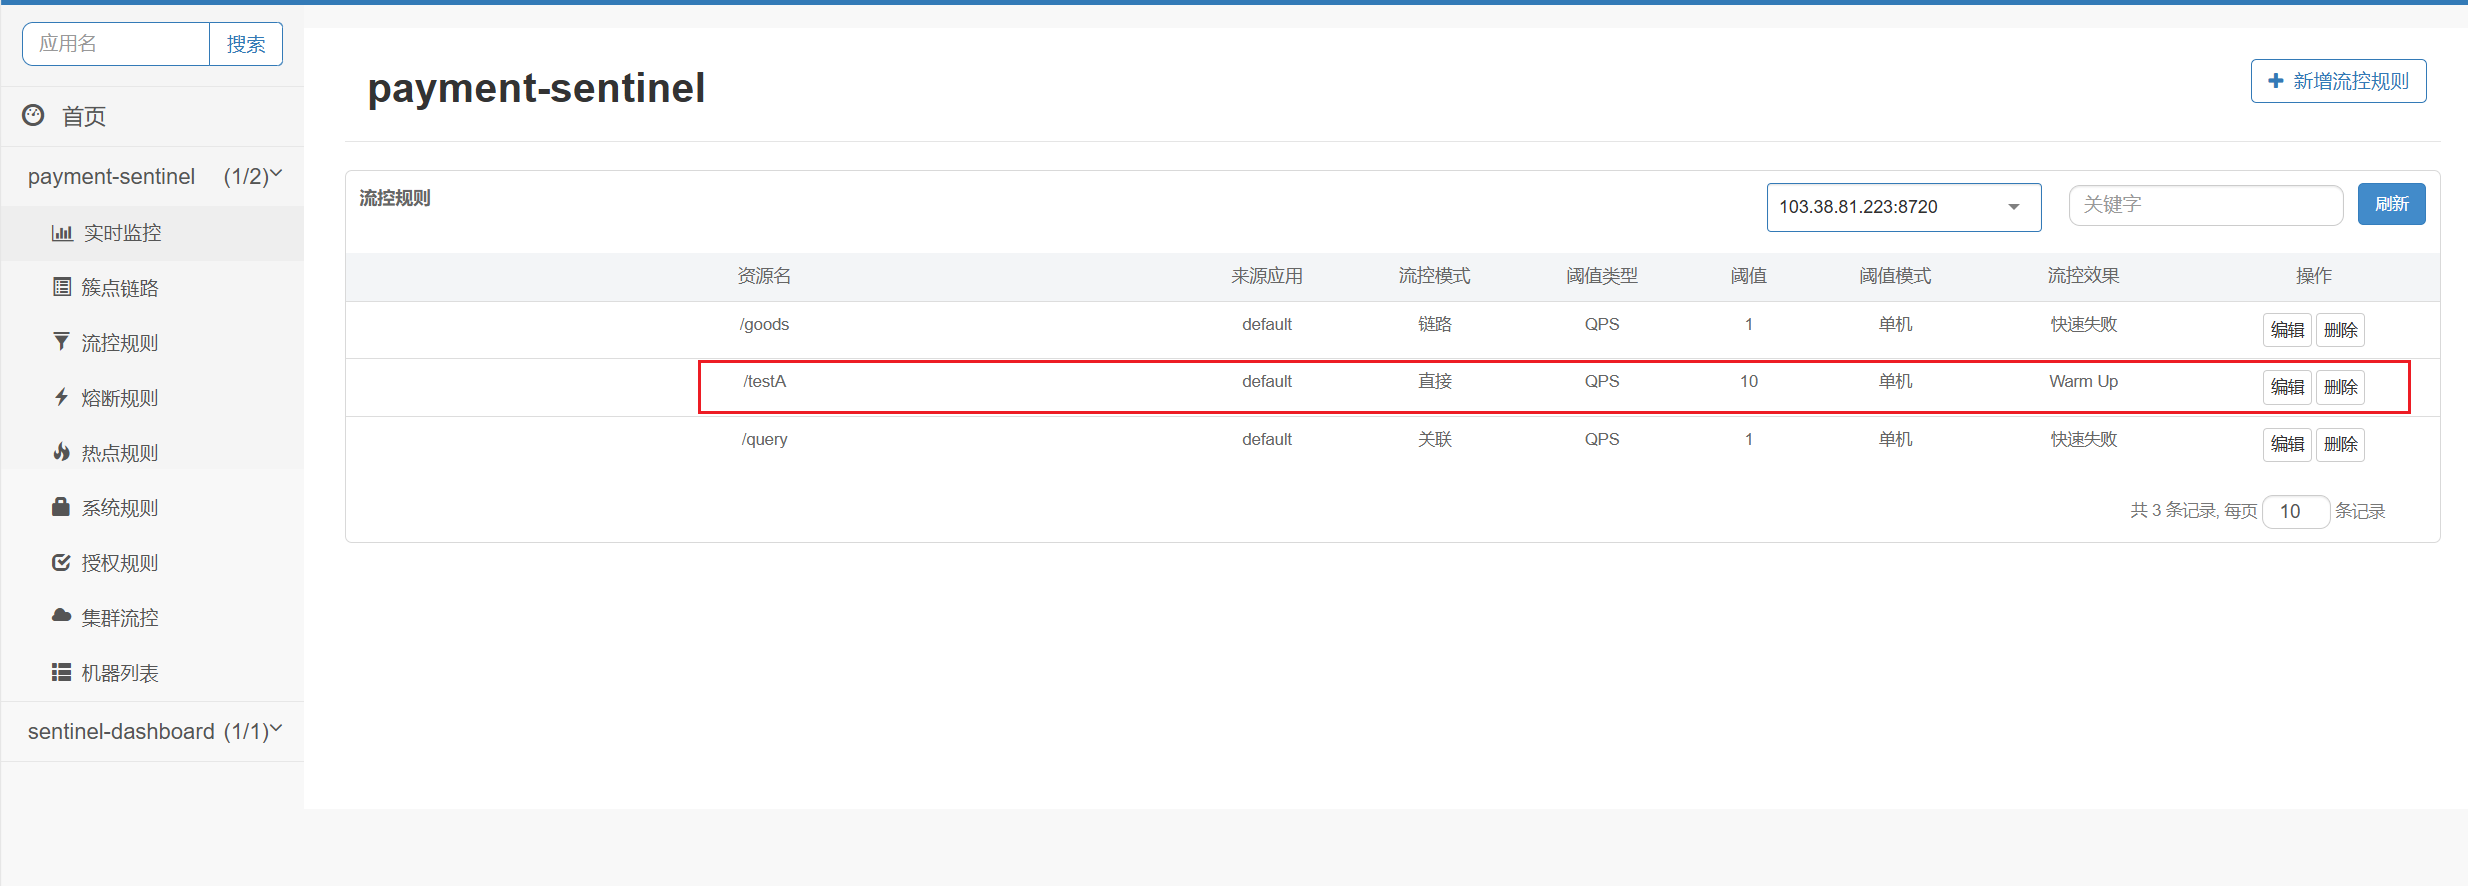 应用名 搜索
首页
payment-sentinel (1/2)
实时监控
簇点链路
流控规则
熔断规则
热点规则
系统规则
授权规则
集群流控
机器列表
sentinel-dashboard (1/1)
payment-sentinel
新增流控规则
流控规则 103.38.81.223:8720 关键字 刷新
资源名 来源应用 流控模式 阈值类型 阈值 阈值模式 流控效果 操作
/goods default 链路 QPS 1 单机 快速失败 编辑 删除
/testA default 直接 QPS 10 单机 Warm Up 编辑 删除
/query default 关联 QPS 1 单机 快速失败 编辑 删除
共 3 条记录, 每页 10 条记录